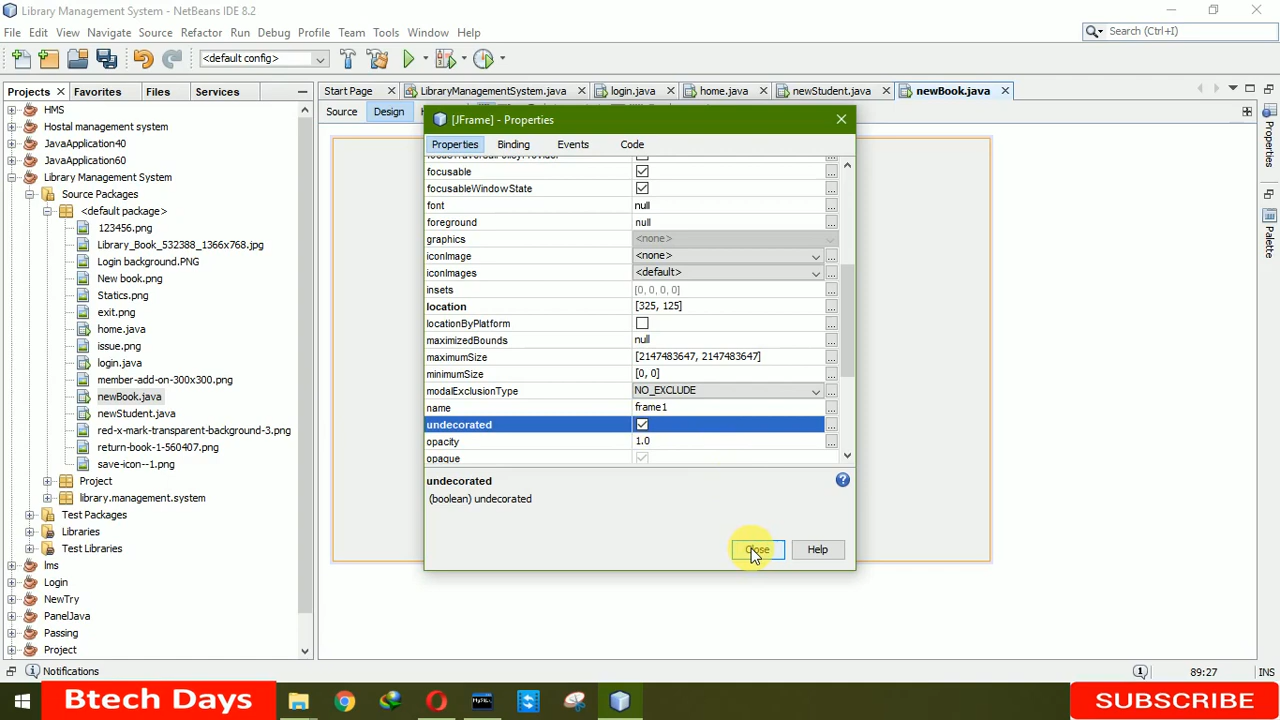 Library Management System - NetBeans IDE 8.2
File Edit View Navigate Source Refactor Run Debug Profile Team Tools Window Help
Search (Ctrl+I)
<default config>
Projects Favorites Files Services
Start Page LibraryManagementSystem.java login.java home.java newStudent.java newBook.java
Source Design
[JFrame] - Properties
Properties Binding Events Code
focusTraversalPolicyProvider
focusable
focusableWindowState
font null
foreground null
graphics <none>
iconImage <none>
iconImages <default>
insets [0, 0, 0, 0]
location [325, 125]
locationByPlatform
maximizedBounds null
maximumSize [2147483647, 2147483647]
minimumSize [0, 0]
modalExclusionType NO_EXCLUDE
name frame1
undecorated
opacity 1.0
opaque
undecorated
(boolean) undecorated
Close Help
HMS
Hostal management system
JavaApplication40
JavaApplication60
Library Management System
Source Packages
<default package>
123456.png
Library_Book_532388_1366x768.jpg
Login background.PNG
New book.png
Statics.png
exit.png
home.java
issue.png
login.java
member-add-on-300x300.png
newBook.java
newStudent.java
red-x-mark-transparent-background-3.png
return-book-1-560407.png
save-icon--1.png
Project
library.management.system
Test Packages
Libraries
Test Libraries
lms
Login
NewTry
PanelJava
Passing
Project
Properties
Palette
Notifications
89:27 INS
Btech Days
SUBSCRIBE